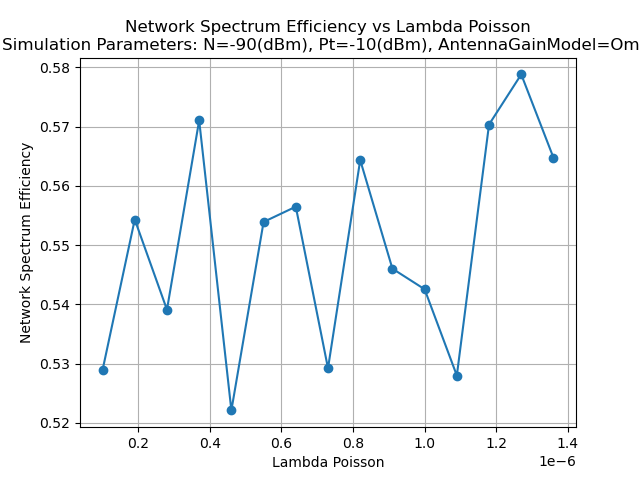 Network Spectrum Efficiency vs Lambda Poisson
Simulation Parameters: N=-90(dBm), Pt=-10(dBm), AntennaGainModel=Om
0.58
0.57
0.56
0.55
0.54
0.53
0.52
Network Spectrum Efficiency
0.2 0.4 0.6 0.8 1.0 1.2 1.4
1e−6
Lambda Poisson